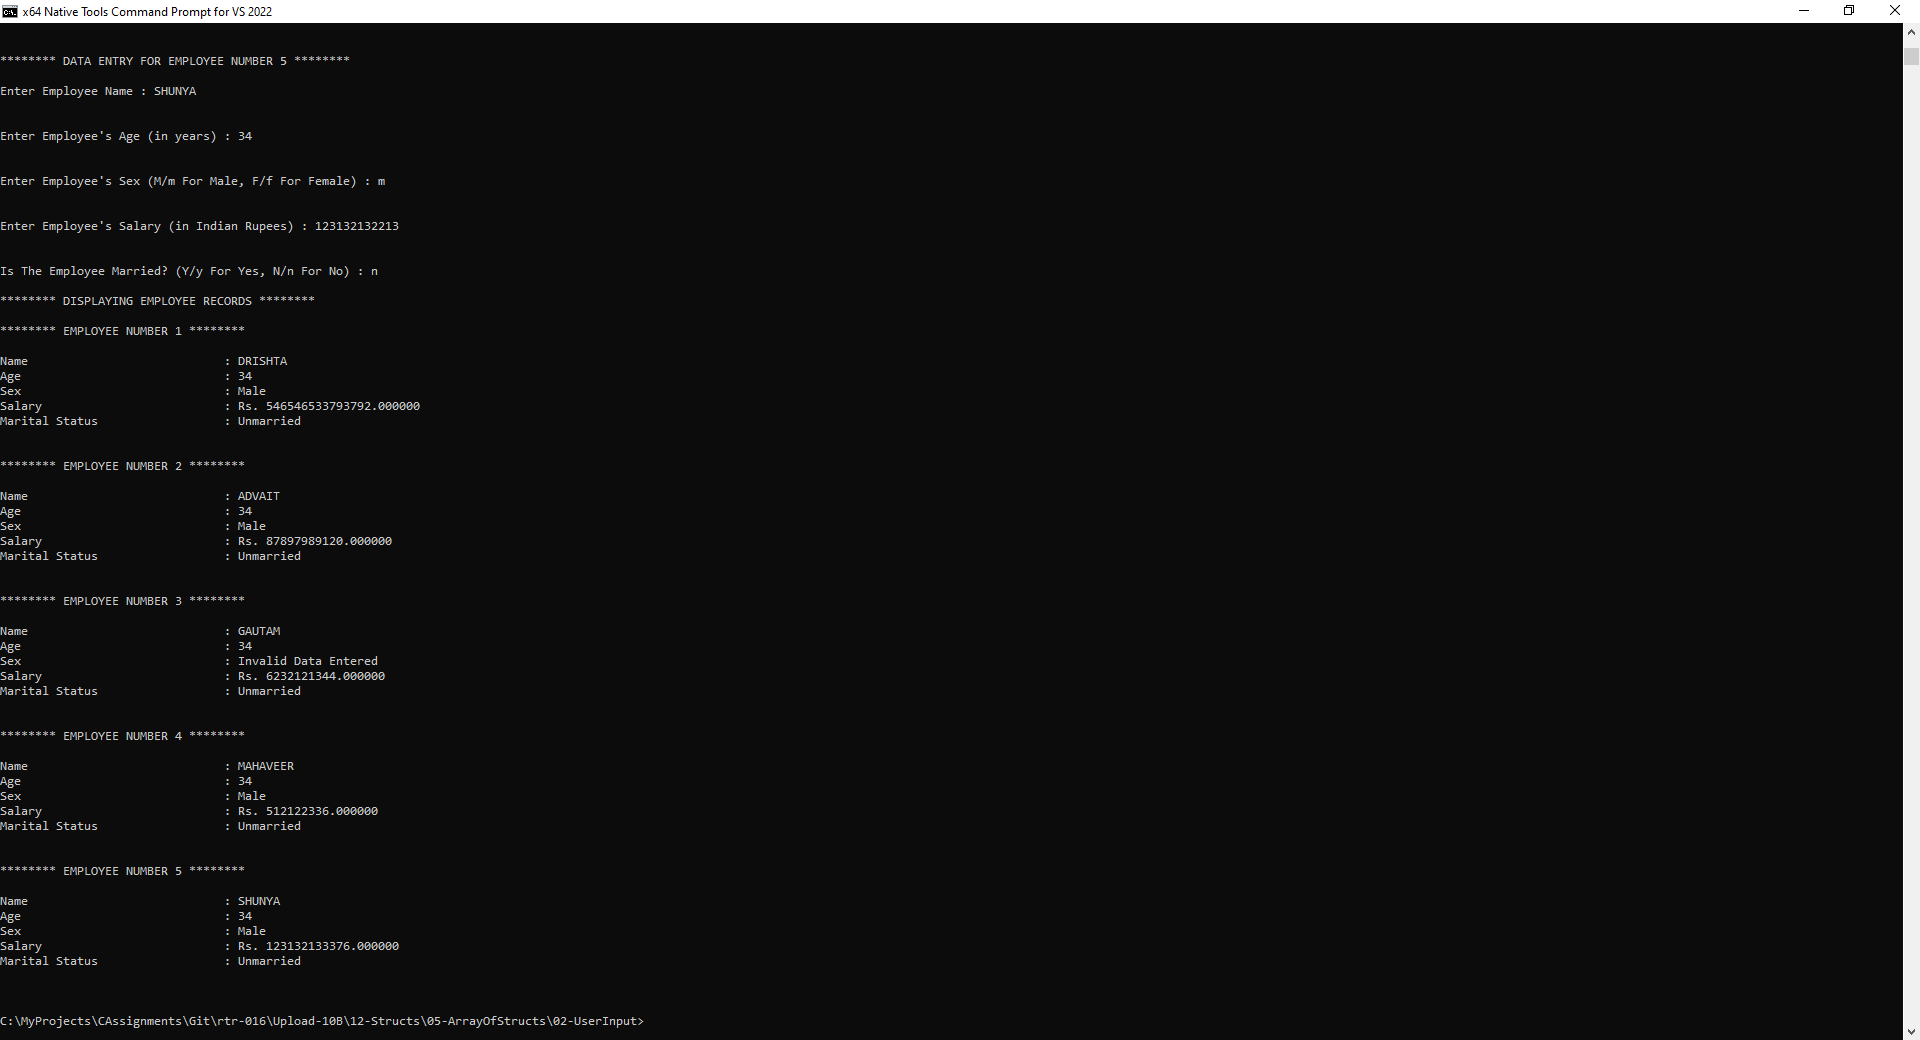 x64 Native Tools Command Prompt for VS 2022
******** DATA ENTRY FOR EMPLOYEE NUMBER 5 ********
Enter Employee Name : SHUNYA
Enter Employee's Age (in years) : 34
Enter Employee's Sex (M/m For Male, F/f For Female) : m
Enter Employee's Salary (in Indian Rupees) : 123132132213
Is The Employee Married? (Y/y For Yes, N/n For No) : n
******** DISPLAYING EMPLOYEE RECORDS ********
******** EMPLOYEE NUMBER 1 ********
Name : DRISHTA
Age : 34
Sex : Male
Salary : Rs. 546546533793792.000000
Marital Status : Unmarried
******** EMPLOYEE NUMBER 2 ********
Name : ADVAIT
Age : 34
Sex : Male
Salary : Rs. 87897989120.000000
Marital Status : Unmarried
******** EMPLOYEE NUMBER 3 ********
Name : GAUTAM
Age : 34
Sex : Invalid Data Entered
Salary : Rs. 6232121344.000000
Marital Status : Unmarried
******** EMPLOYEE NUMBER 4 ********
Name : MAHAVEER
Age : 34
Sex : Male
Salary : Rs. 512122336.000000
Marital Status : Unmarried
******** EMPLOYEE NUMBER 5 ********
Name : SHUNYA
Age : 34
Sex : Male
Salary : Rs. 123132133376.000000
Marital Status : Unmarried
C:\MyProjects\CAssignments\Git\rtr-016\Upload-10B\12-Structs\05-ArrayOfStructs\02-UserInput>